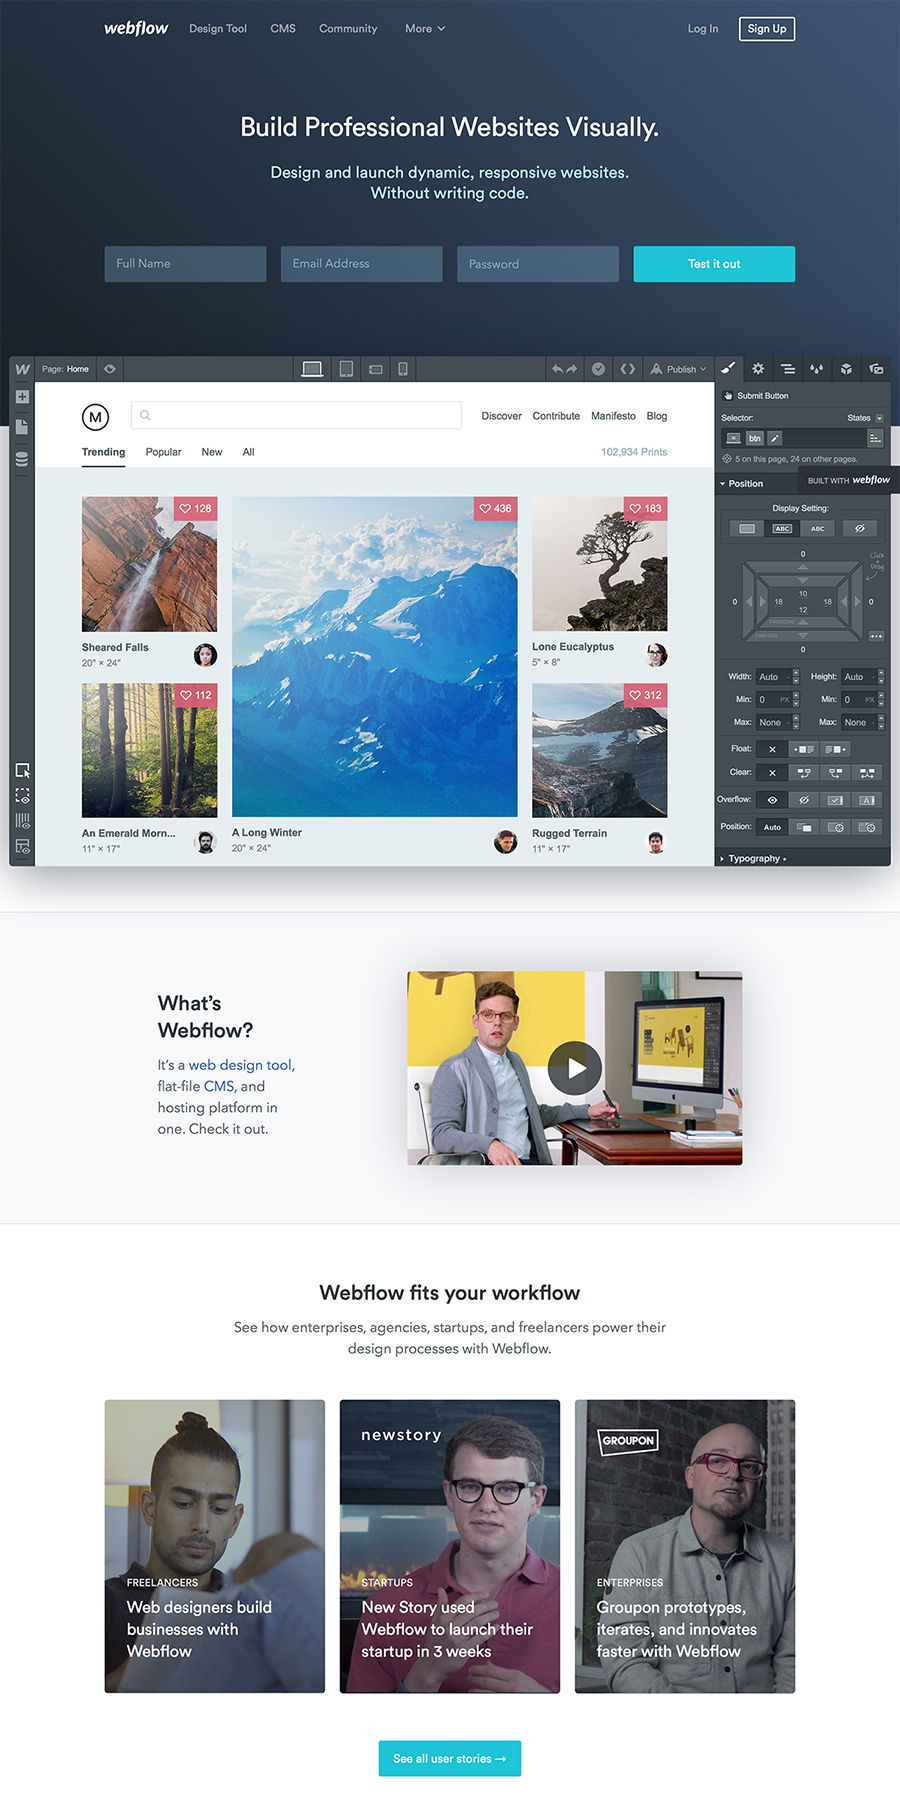 webflow Design Tool CMS Community More Log In Sign Up
Build Professional Websites Visually.
Design and launch dynamic, responsive websites.
Without writing code.
Full Name Email Address Password Test it out
W Page: Home Publish
Submit Button
M Discover Contribute Manifesto Blog
Selector: States
btn
Trending Popular New All 102,934 Prints
5 on this page, 24 on other pages.
Position
BUILT WITH webflow
128 436 183
Display Setting:
ABC ABC
Click & Drag
0
10
0 18 18 0
12
PADDING
MARGIN
0
Sheared Falls
20" × 24"
Lone Eucalyptus
5" × 8"
Width: Auto - Height: Auto -
112 312
Min: 0 PX Min: 0 PX
Max: None - Max: None -
Float:
Clear:
Overflow:
Position: Auto
An Emerald Morn...
11" × 17"
A Long Winter
20" × 24"
Rugged Terrain
11" × 17"
Typography
What's
Webflow?
It's a web design tool,
flat-file CMS, and
hosting platform in
one. Check it out.
Webflow fits your workflow
See how enterprises, agencies, startups, and freelancers power their
design processes with Webflow.
FREELANCERS
Web designers build
businesses with
Webflow
newstory
STARTUPS
New Story used
Webflow to launch their
startup in 3 weeks
GROUPON
ENTERPRISES
Groupon prototypes,
iterates, and innovates
faster with Webflow
See all user stories →